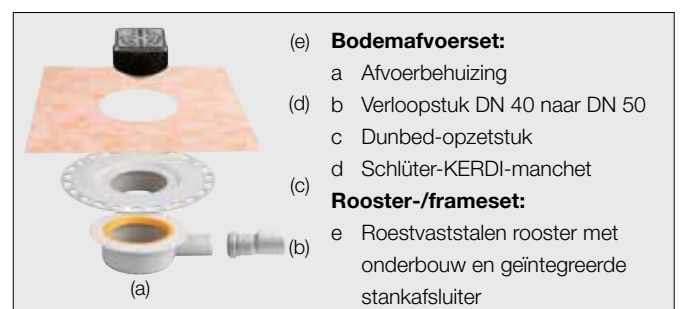 (e)
Bodemafvoerset:
a Afvoerbehuizing
(d)
b Verloopstuk DN 40 naar DN 50
c Dunbed-opzetstuk
d Schlüter-KERDI-manchet
(c)
Rooster-/frameset:
(b)
e Roestvaststalen rooster met
onderbouw en geïntegreerde
(a)
stankafsluiter